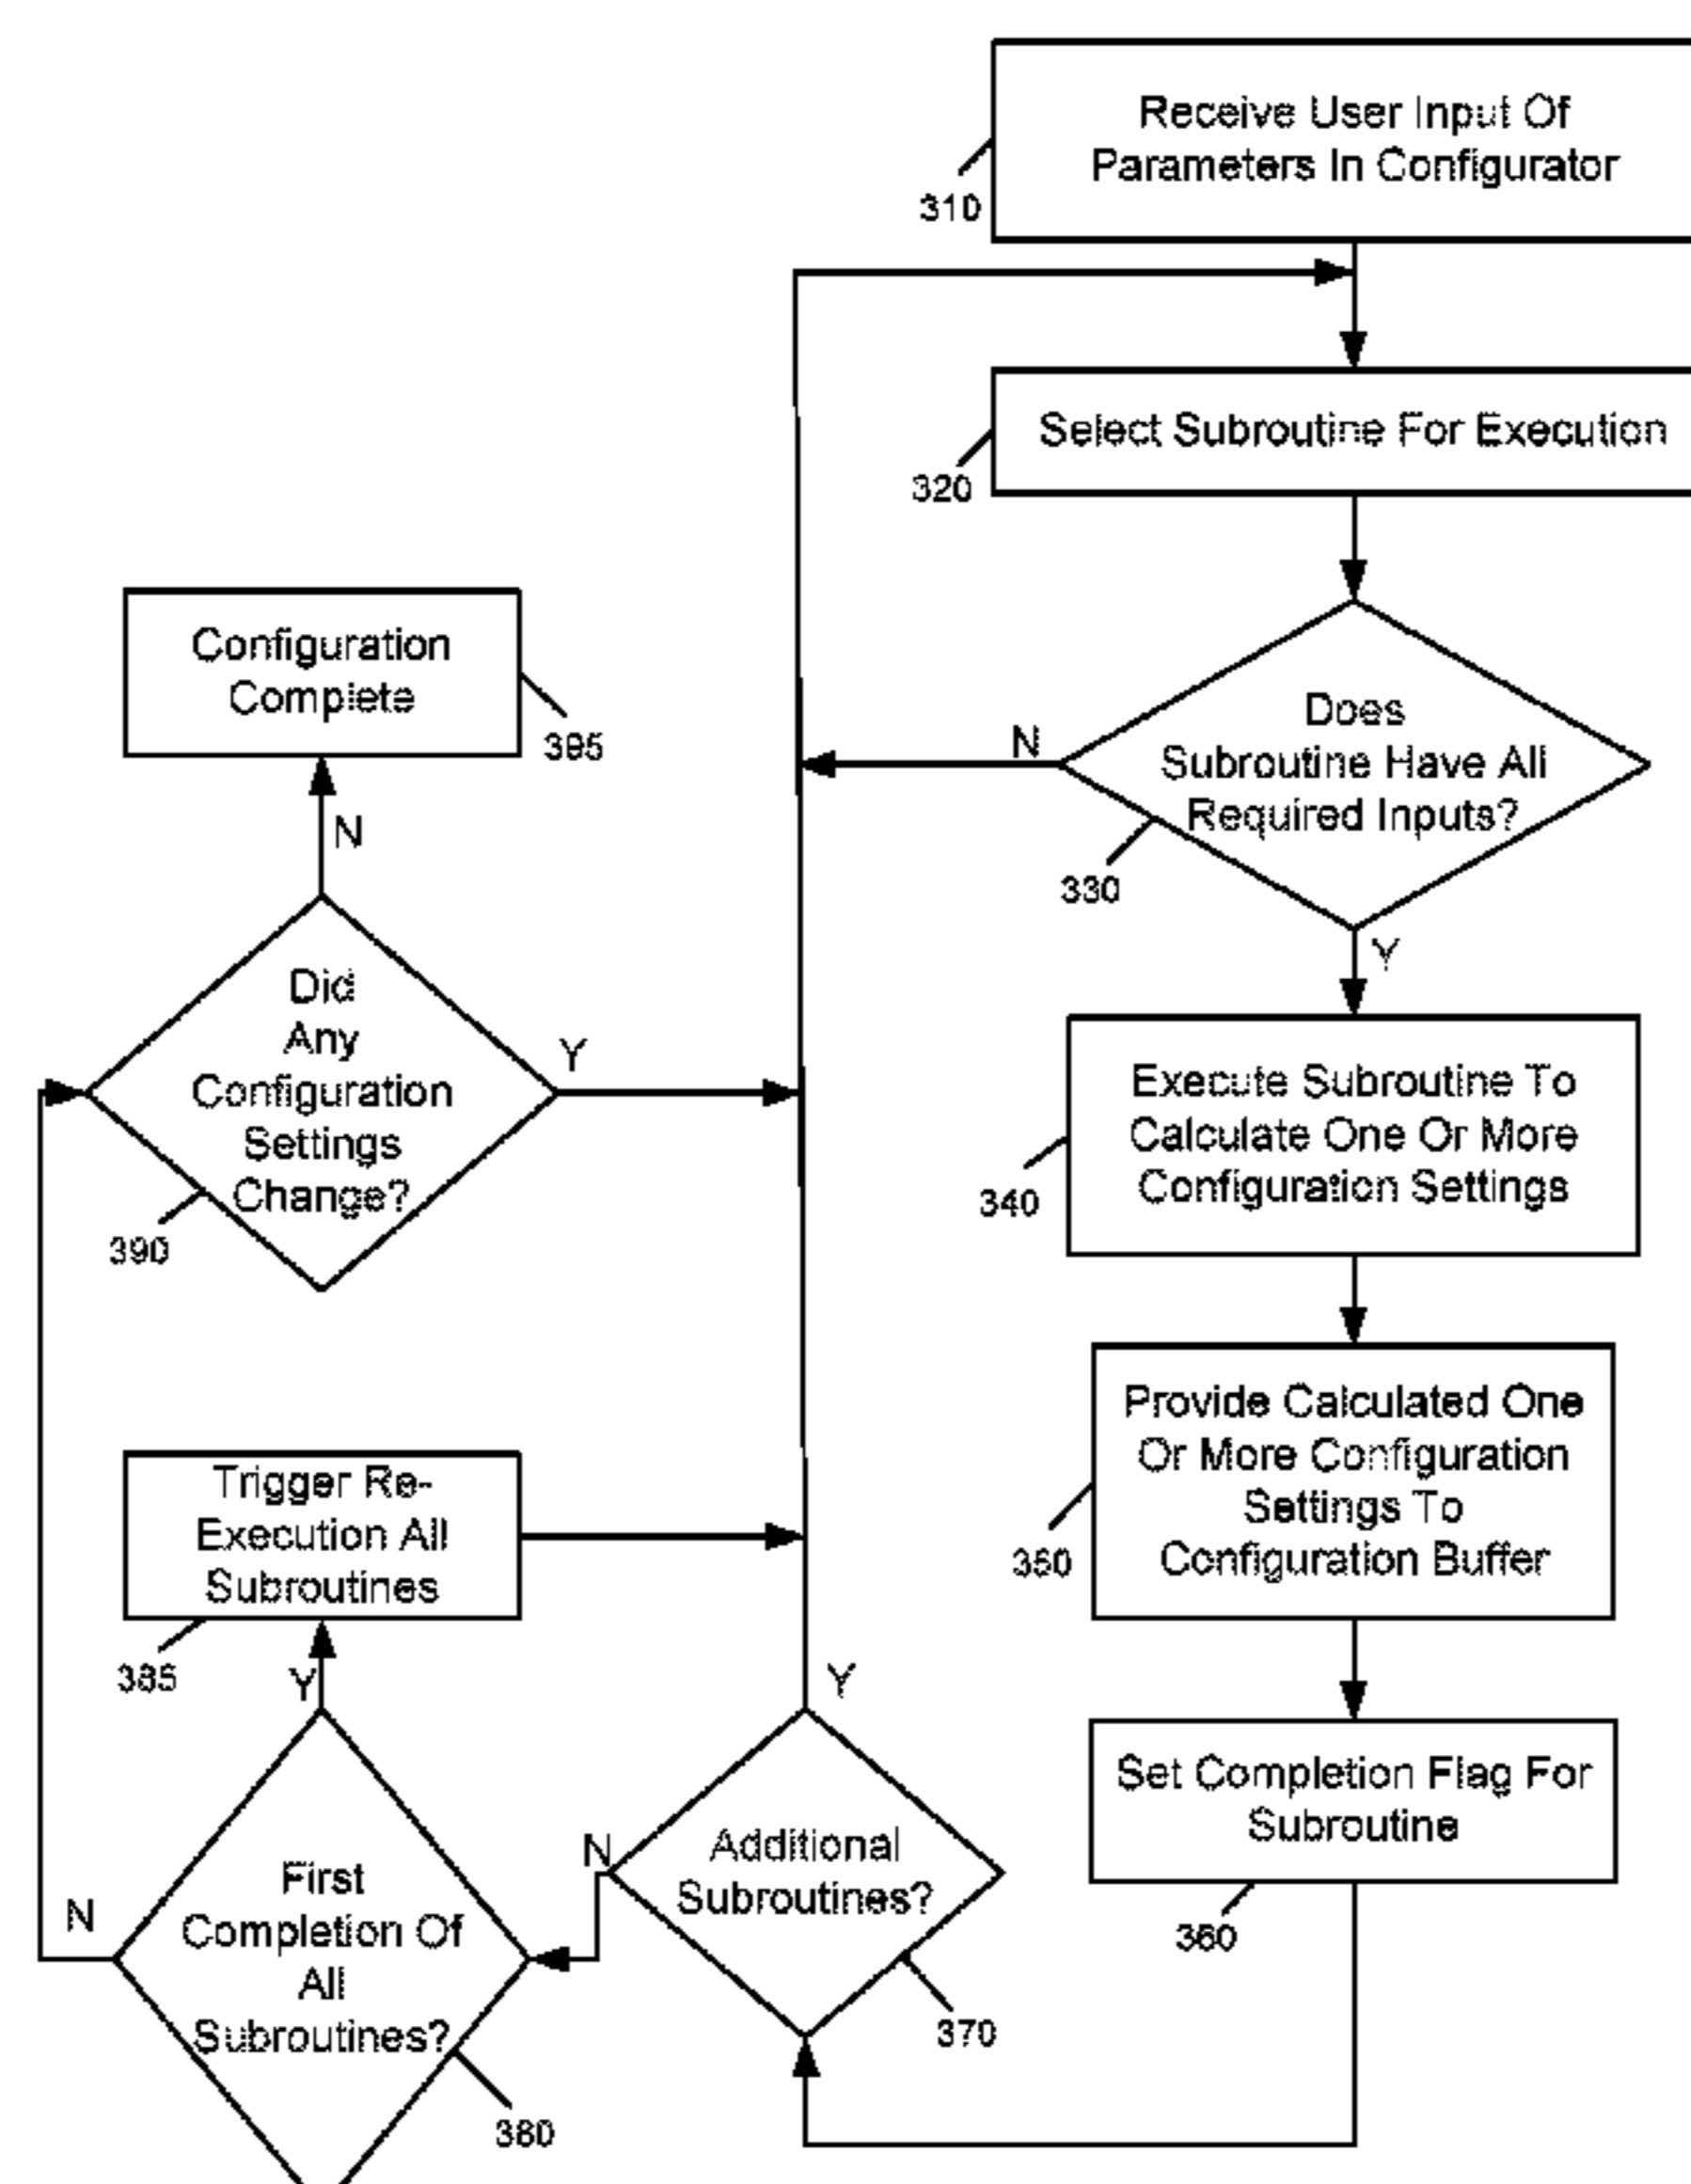 Receive User Input Of
Parameters In Configurator
310
Select Subroutine For Execution
320
Does
Subroutine Have All
Required Inputs?
330
N
Y
Execute Subroutine To
Calculate One Or More
Configuration Settings
340
Provide Calculated One
Or More Configuration
Settings To
Configuration Buffer
350
Set Completion Flag For
Subroutine
360
Additional
Subroutines?
370
Y
N
First
Completion Of
All
Subroutines?
380
Y
N
Trigger Re-
Execution All
Subroutines
385
Did
Any
Configuration
Settings
Change?
390
Y
N
Configuration
Complete
395